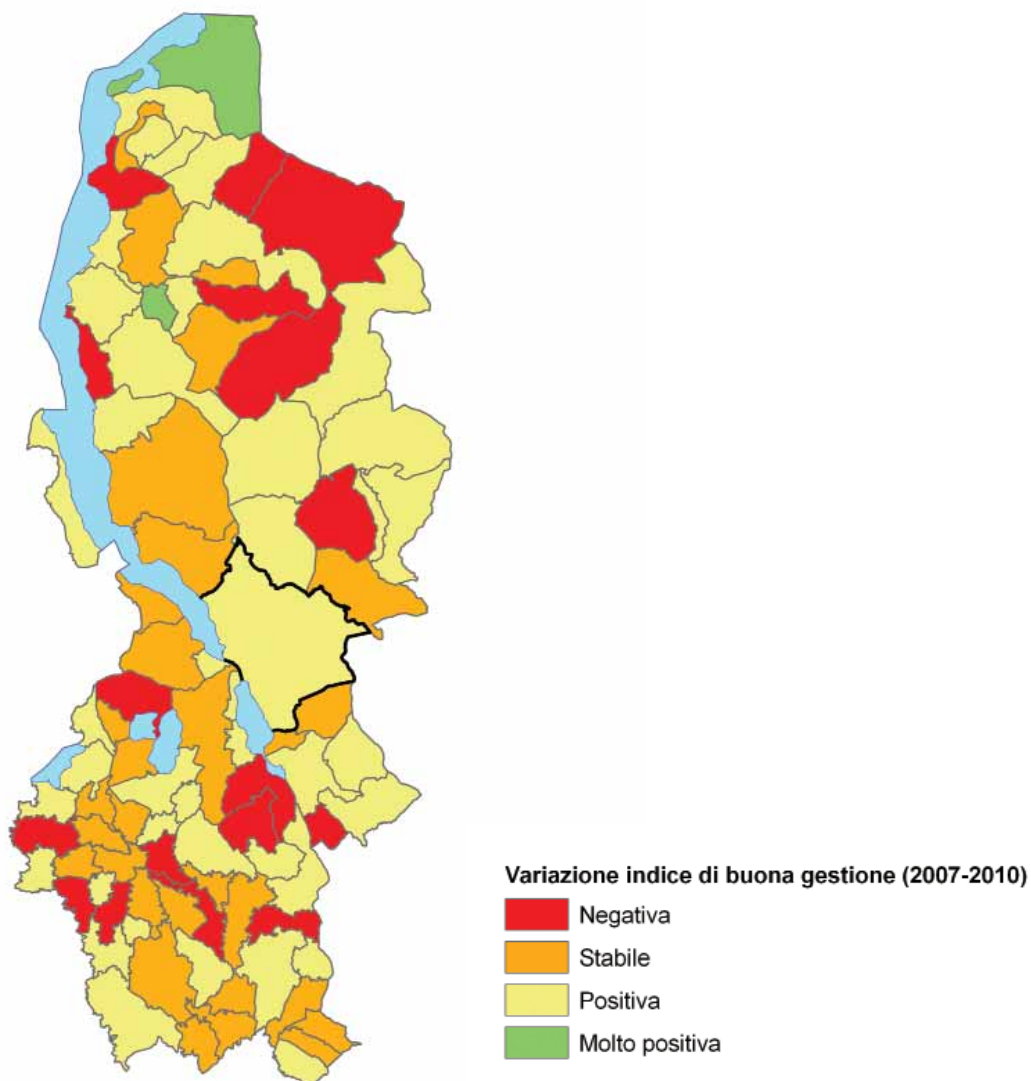 Variazione indice di buona gestione (2007-2010)
Negativa
Stabile
Positiva
Molto positiva